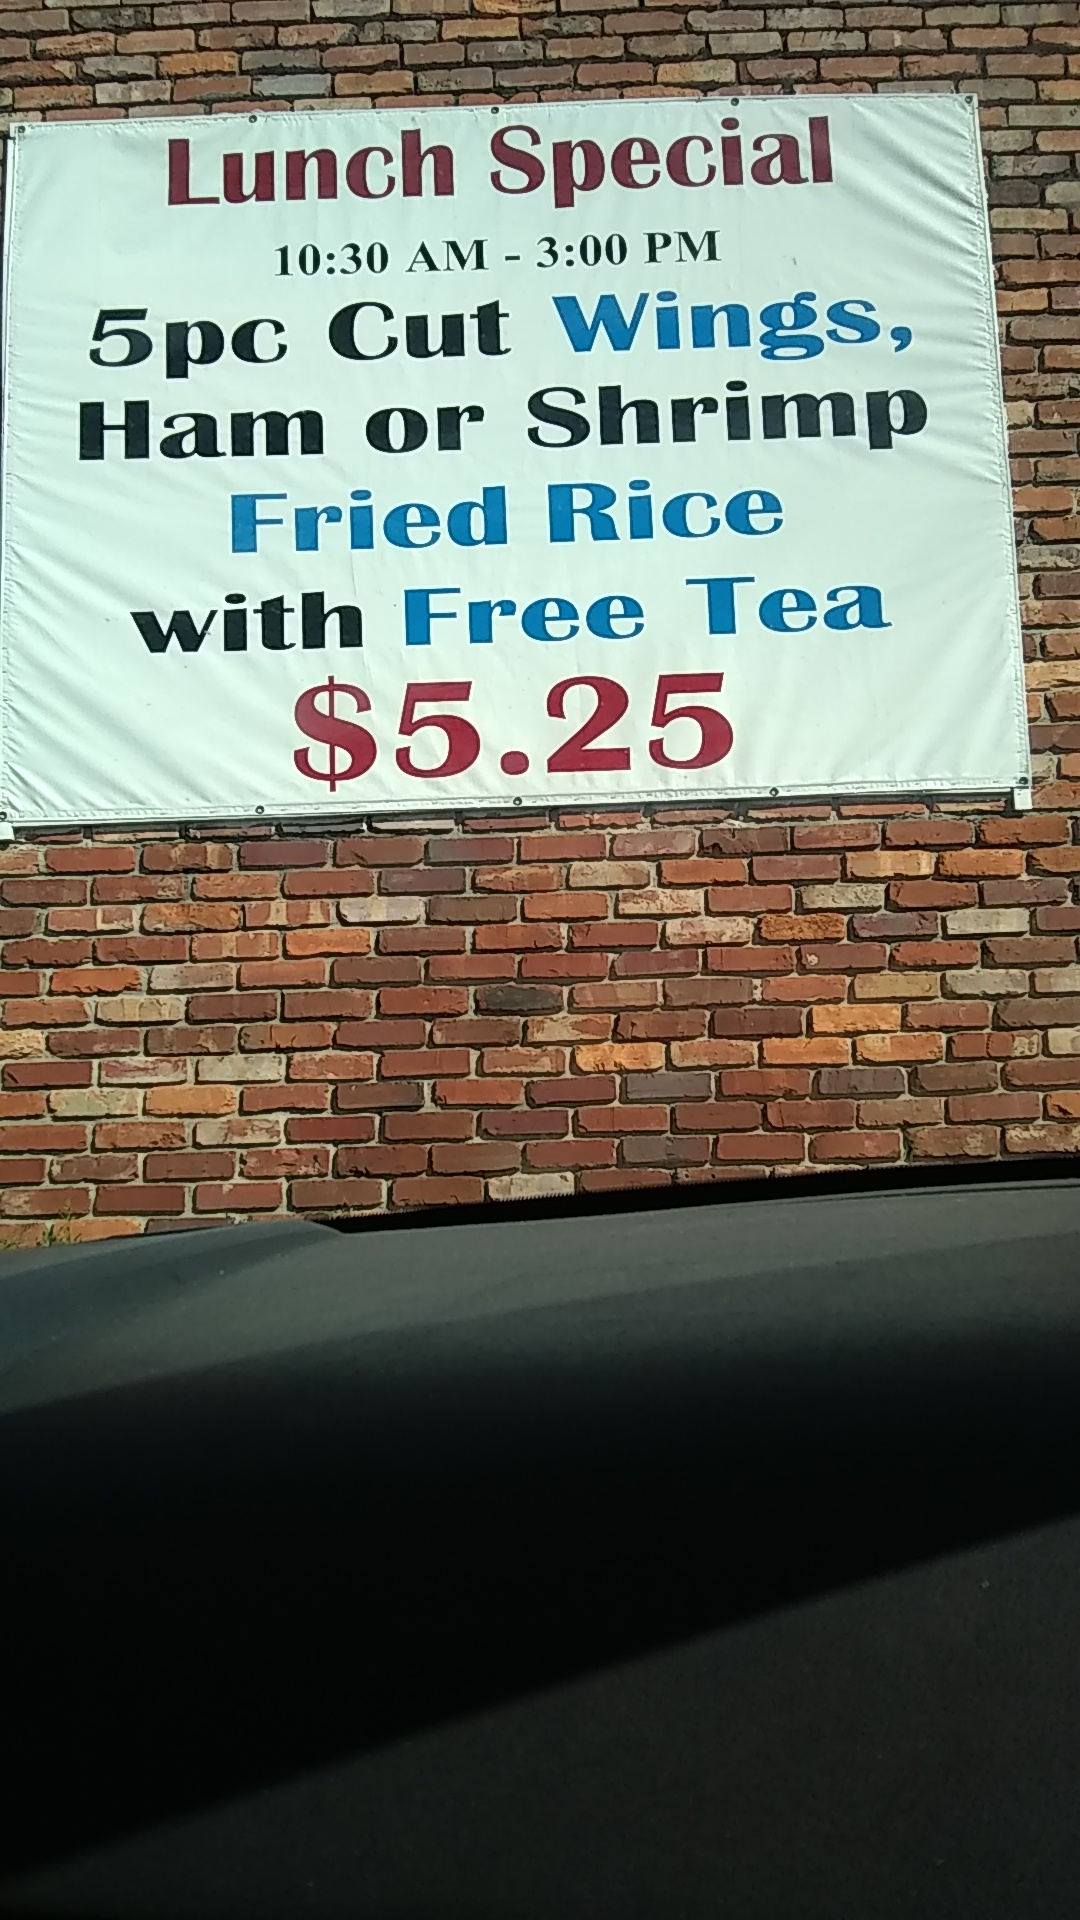 Lunch Special
10:30 AM - 3:00 PM
5pc Cut Wings,
Ham or Shrimp
Fried Rice
with Free Tea
$5.25